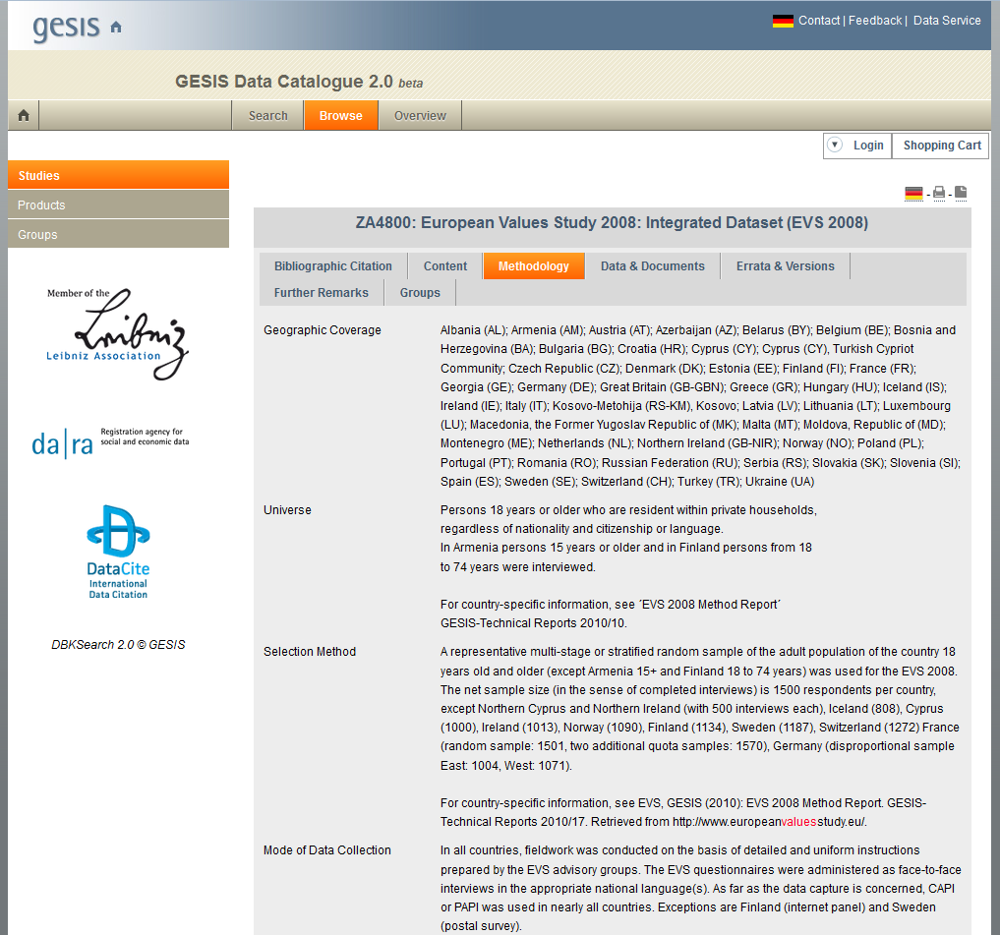 gesis
Contact | Feedback | Data Service
GESIS Data Catalogue 2.0 beta
Search Browse Overview
Login Shopping Cart
Studies
Products
Groups
Member of the
Leibniz
Leibniz Association
da|ra Registration agency for
social and economic data
DataCite
International
Data Citation
DBKSearch 2.0 © GESIS
- -
ZA4800: European Values Study 2008: Integrated Dataset (EVS 2008)
Bibliographic Citation Content Methodology Data & Documents Errata & Versions
Further Remarks Groups
Geographic Coverage Albania (AL); Armenia (AM); Austria (AT); Azerbaijan (AZ); Belarus (BY); Belgium (BE); Bosnia and
Herzegovina (BA); Bulgaria (BG); Croatia (HR); Cyprus (CY); Cyprus (CY), Turkish Cypriot
Community; Czech Republic (CZ); Denmark (DK); Estonia (EE); Finland (FI); France (FR);
Georgia (GE); Germany (DE); Great Britain (GB-GBN); Greece (GR); Hungary (HU); Iceland (IS);
Ireland (IE); Italy (IT); Kosovo-Metohija (RS-KM), Kosovo; Latvia (LV); Lithuania (LT); Luxembourg
(LU); Macedonia, the Former Yugoslav Republic of (MK); Malta (MT); Moldova, Republic of (MD);
Montenegro (ME); Netherlands (NL); Northern Ireland (GB-NIR); Norway (NO); Poland (PL);
Portugal (PT); Romania (RO); Russian Federation (RU); Serbia (RS); Slovakia (SK); Slovenia (SI);
Spain (ES); Sweden (SE); Switzerland (CH); Turkey (TR); Ukraine (UA)
Universe Persons 18 years or older who are resident within private households,
regardless of nationality and citizenship or language.
In Armenia persons 15 years or older and in Finland persons from 18
to 74 years were interviewed.
For country-specific information, see ´EVS 2008 Method Report´
GESIS-Technical Reports 2010/10.
Selection Method A representative multi-stage or stratified random sample of the adult population of the country 18
years old and older (except Armenia 15+ and Finland 18 to 74 years) was used for the EVS 2008.
The net sample size (in the sense of completed interviews) is 1500 respondents per country,
except Northern Cyprus and Northern Ireland (with 500 interviews each), Iceland (808), Cyprus
(1000), Ireland (1013), Norway (1090), Finland (1134), Sweden (1187), Switzerland (1272) France
(random sample: 1501, two additional quota samples: 1570), Germany (disproportional sample
East: 1004, West: 1071).
For country-specific information, see EVS, GESIS (2010): EVS 2008 Method Report. GESIS-
Technical Reports 2010/17. Retrieved from http://www.europeanvaluesstudy.eu/.
Mode of Data Collection In all countries, fieldwork was conducted on the basis of detailed and uniform instructions
prepared by the EVS advisory groups. The EVS questionnaires were administered as face-to-face
interviews in the appropriate national language(s). As far as the data capture is concerned, CAPI
or PAPI was used in nearly all countries. Exceptions are Finland (internet panel) and Sweden
(postal survey).